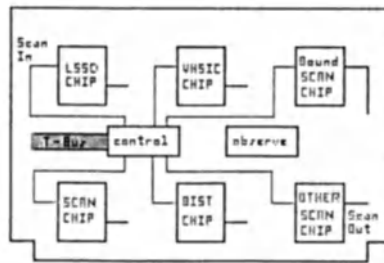 Scan
In
LSSD
CHIP
VHSIC
CHIP
Bound
SCAN
CHIP
T-Bus
control
observe
SCAN
CHIP
BIST
CHIP
OTHER
SCAN
CHIP
Scan
Out